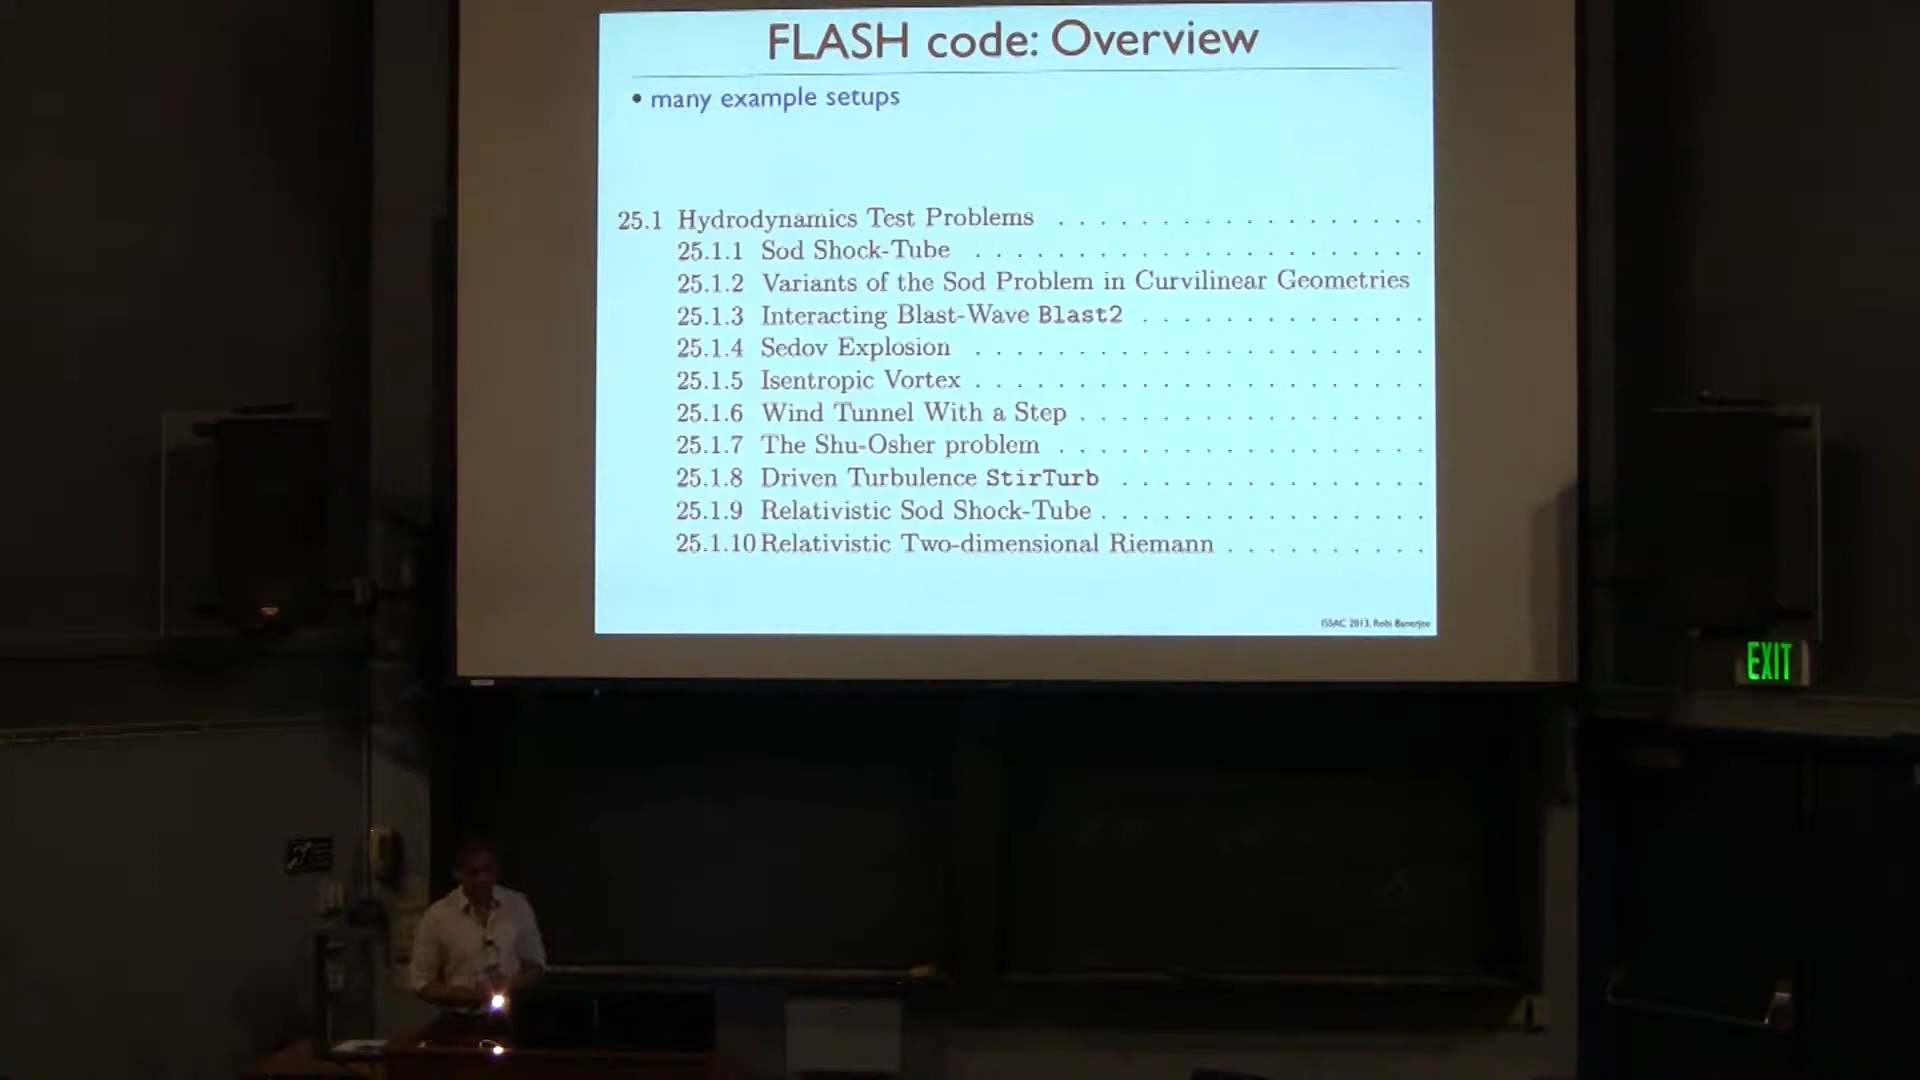 FLASH code: Overview
• many example setups
25.1 Hydrodynamics Test Problems . . . . . . . . . . . . . . . . . .
25.1.1 Sod Shock-Tube . . . . . . . . . . . . . . . . . . . . . .
25.1.2 Variants of the Sod Problem in Curvilinear Geometries
25.1.3 Interacting Blast-Wave Blast2 . . . . . . . . . . . . . .
25.1.4 Sedov Explosion . . . . . . . . . . . . . . . . . . . . . .
25.1.5 Isentropic Vortex . . . . . . . . . . . . . . . . . . . . . .
25.1.6 Wind Tunnel With a Step . . . . . . . . . . . . . . . . .
25.1.7 The Shu-Osher problem . . . . . . . . . . . . . . . . . .
25.1.8 Driven Turbulence StirTurb . . . . . . . . . . . . . . .
25.1.9 Relativistic Sod Shock-Tube . . . . . . . . . . . . . . . .
25.1.10 Relativistic Two-dimensional Riemann . . . . . . . . . .
ISSAC 2013, Robi Banerjee
EXIT